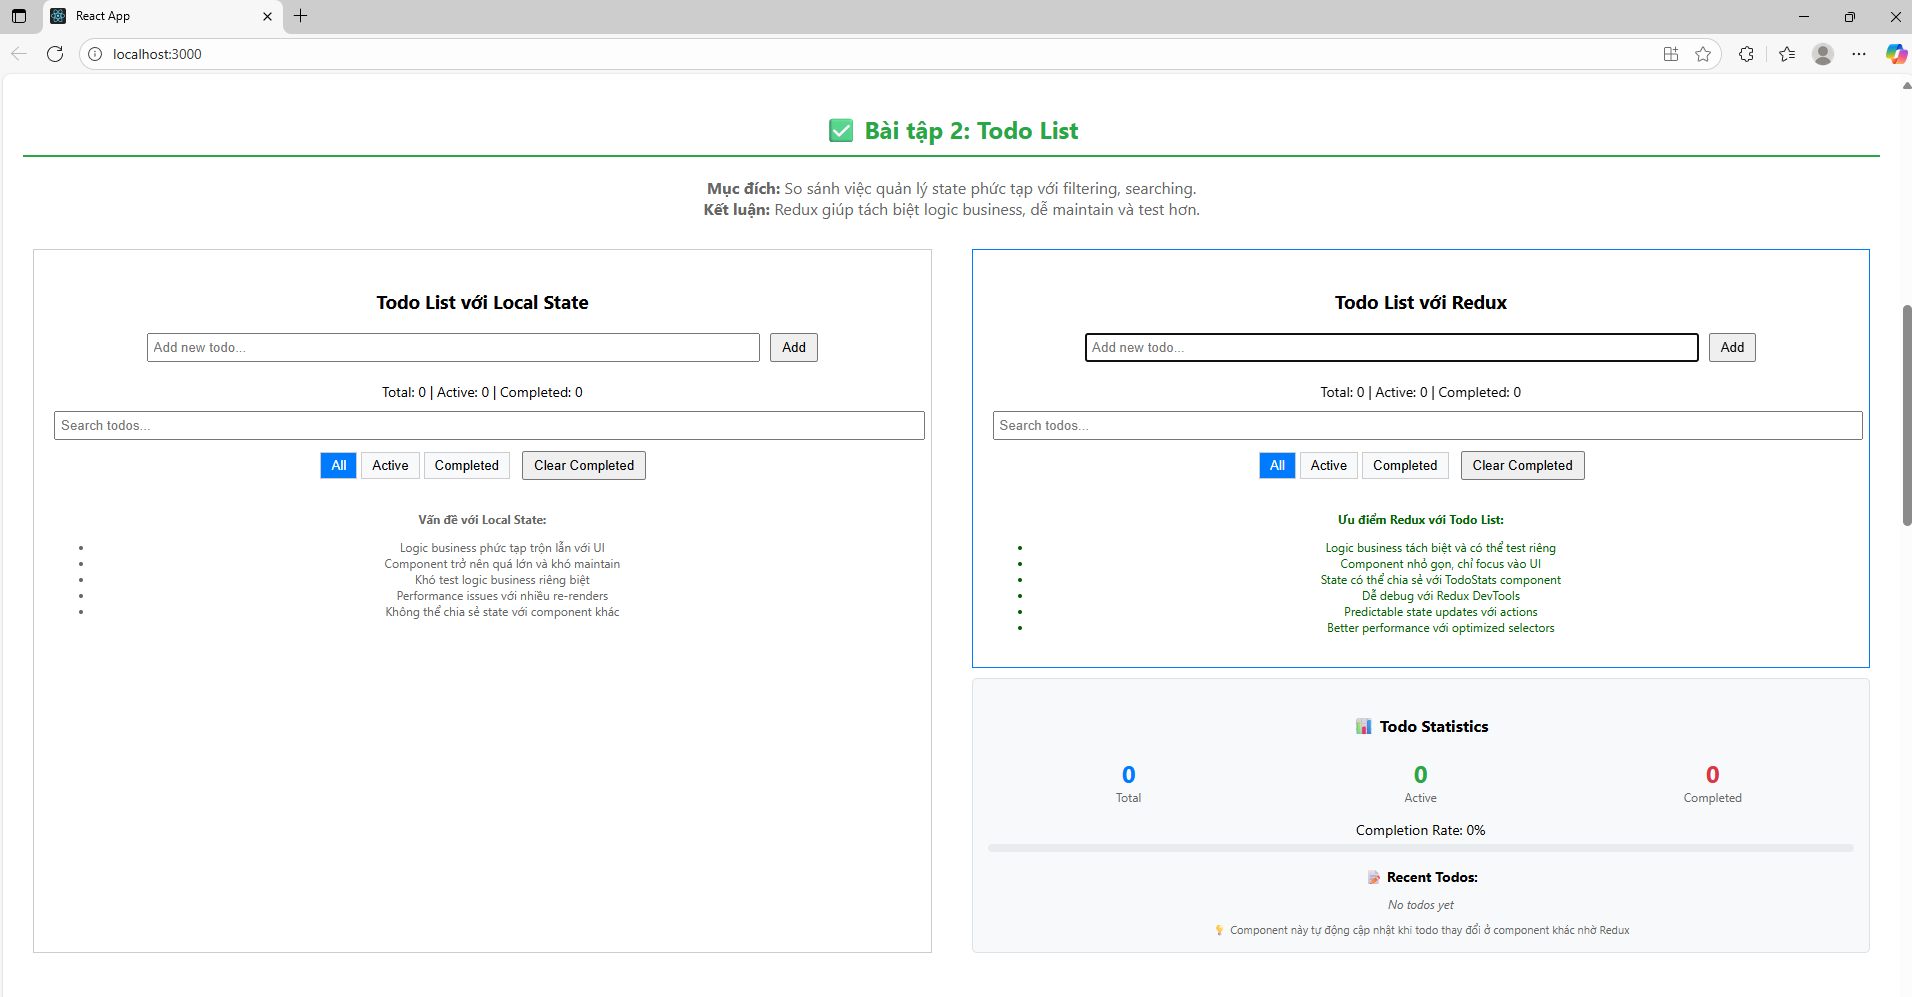 React App
localhost:3000
✅ Bài tập 2: Todo List
Mục đích: So sánh việc quản lý state phức tạp với filtering, searching.
Kết luận: Redux giúp tách biệt logic business, dễ maintain và test hơn.
Todo List với Local State
Add new todo...
Add
Total: 0 | Active: 0 | Completed: 0
Search todos...
All
Active
Completed
Clear Completed
Vấn đề với Local State:
• Logic business phức tạp trộn lẫn với UI
• Component trở nên quá lớn và khó maintain
• Khó test logic business riêng biệt
• Performance issues với nhiều re-renders
• Không thể chia sẻ state với component khác
Todo List với Redux
Add new todo...
Add
Total: 0 | Active: 0 | Completed: 0
Search todos...
All
Active
Completed
Clear Completed
Ưu điểm Redux với Todo List:
• Logic business tách biệt và có thể test riêng
• Component nhỏ gọn, chỉ focus vào UI
• State có thể chia sẻ với TodoStats component
• Dễ debug với Redux DevTools
• Predictable state updates với actions
• Better performance với optimized selectors
📊 Todo Statistics
0
Total
0
Active
0
Completed
Completion Rate: 0%
📝 Recent Todos:
No todos yet
💡 Component này tự động cập nhật khi todo thay đổi ở component khác nhờ Redux